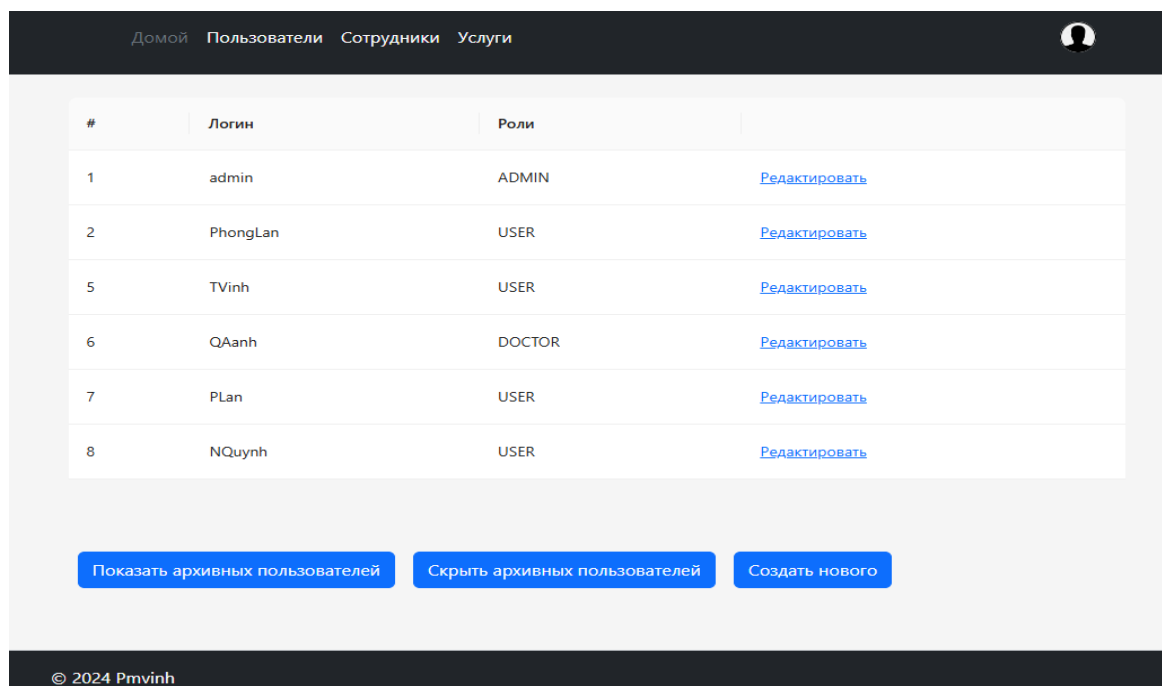 Домой Пользователи Сотрудники Услуги
# Логин Роли
1 admin ADMIN Редактировать
2 PhongLan USER Редактировать
5 TVinh USER Редактировать
6 QAanh DOCTOR Редактировать
7 PLan USER Редактировать
8 NQuynh USER Редактировать
Показать архивных пользователей Скрыть архивных пользователей Создать нового
© 2024 Pmvinh